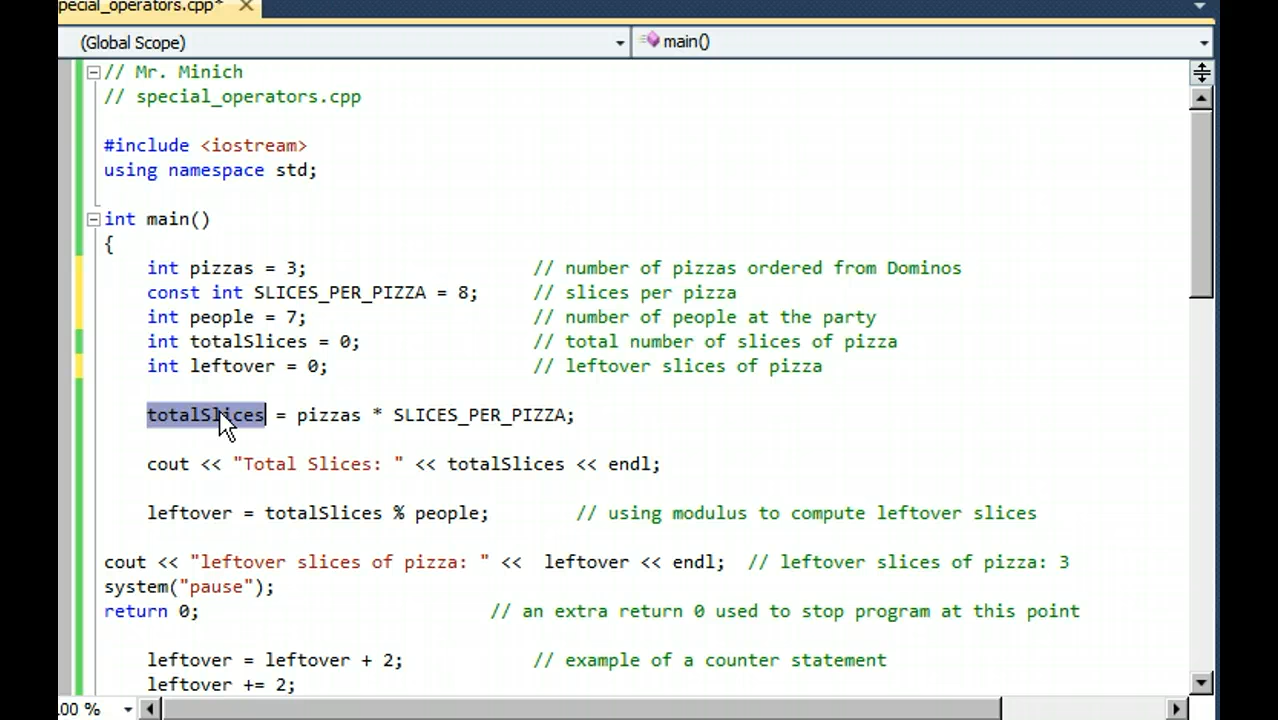 pecial_operators.cpp* ✕
(Global Scope) main()
// Mr. Minich
// special_operators.cpp
#include <iostream>
using namespace std;
int main()
{
int pizzas = 3; // number of pizzas ordered from Dominos
const int SLICES_PER_PIZZA = 8; // slices per pizza
int people = 7; // number of people at the party
int totalSlices = 0; // total number of slices of pizza
int leftover = 0; // leftover slices of pizza
totalSlices = pizzas * SLICES_PER_PIZZA;
cout << "Total Slices: " << totalSlices << endl;
leftover = totalSlices % people; // using modulus to compute leftover slices
cout << "leftover slices of pizza: " << leftover << endl; // leftover slices of pizza: 3
system("pause");
return 0; // an extra return 0 used to stop program at this point
leftover = leftover + 2; // example of a counter statement
leftover += 2;
00 %